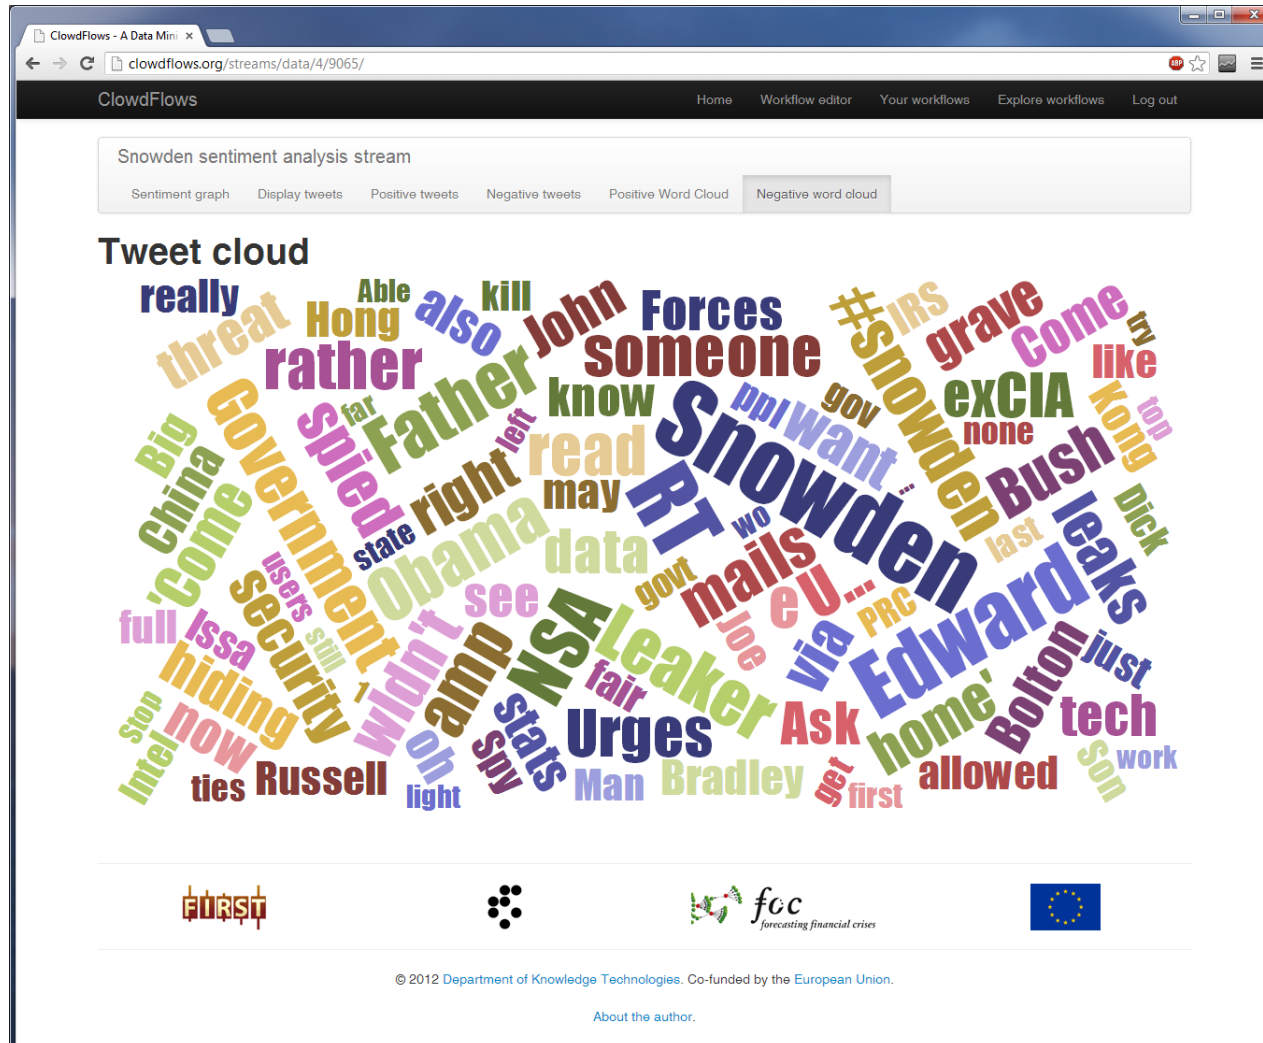 ClowdFlows - A Data Mini
clowdflows.org/streams/data/4/9065/
ABP
ClowdFlows Home Workflow editor Your workflows Explore workflows Log out
Snowden sentiment analysis stream
Sentiment graph Display tweets Positive tweets Negative tweets Positive Word Cloud Negative word cloud
Tweet cloud
really
threat
Hong
Able
also
kill
John
Forces
someone
#snowden
IRS
grave
Come
try
like
rather
Father
far
know
Snowden
ppl
Want
gov
exCIA
none
Kong
top
Government
spied
left
read
may
RT
...
Bush
Big
China
'Come
right
state
Obama
data
wo
last
leaks
Dick
users
security
still
1
see
govt
mails
eU...
PRC
Edward
full
Issa
hiding
wldn't
amp
NSA
Leaker
fair
Joe
via
home'
Bolton
just
Stop
Intel
now
ties
Russell
oh
light
Spy
stats
Urges
Man
Bradley
Ask
get
first
allowed
tech
Son
work
FIRST
foc
forecasting financial crises
© 2012 Department of Knowledge Technologies. Co-funded by the European Union.
About the author.